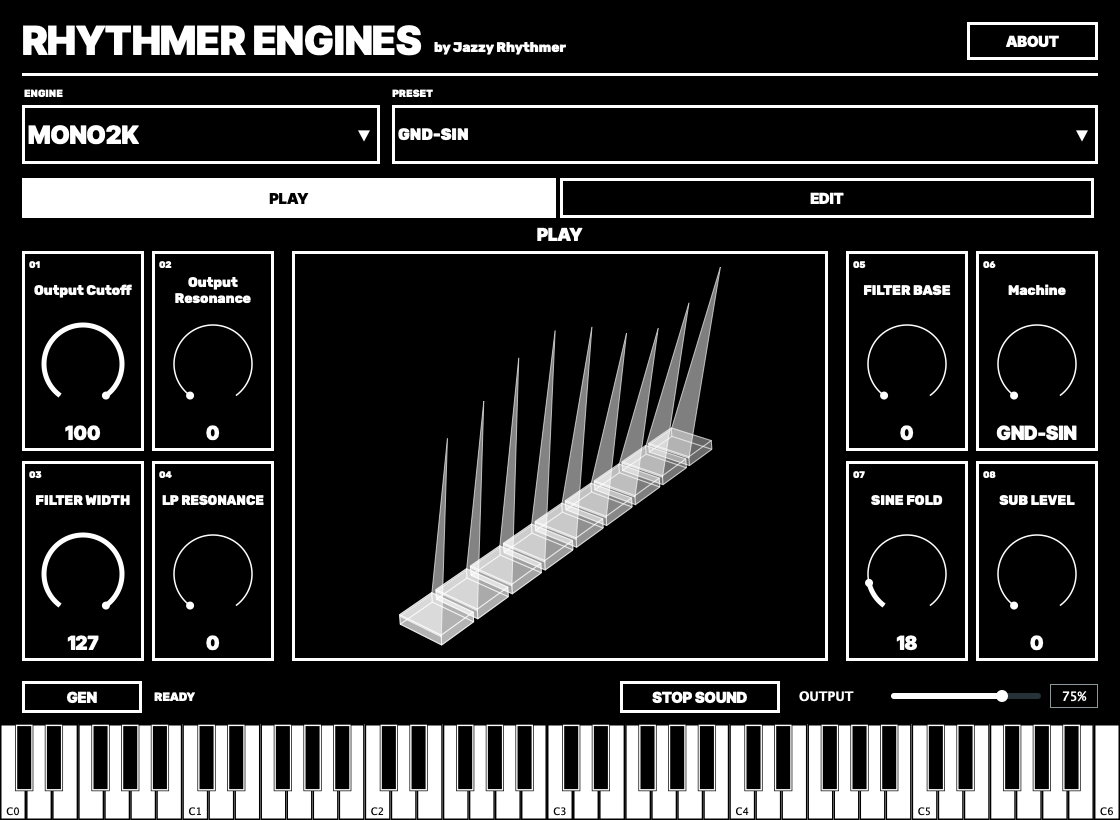 RHYTHMER ENGINES by Jazzy Rhythmer
ABOUT
ENGINE
PRESET
MONO2K ▼
GND-SIN ▼
PLAY
EDIT
PLAY
01
Output Cutoff
100
02
Output
Resonance
0
03
FILTER WIDTH
127
04
LP RESONANCE
0
05
FILTER BASE
0
06
Machine
GND-SIN
07
SINE FOLD
18
08
SUB LEVEL
0
GEN
READY
STOP SOUND
OUTPUT
75%
C0
C1
C2
C3
C4
C5
C6